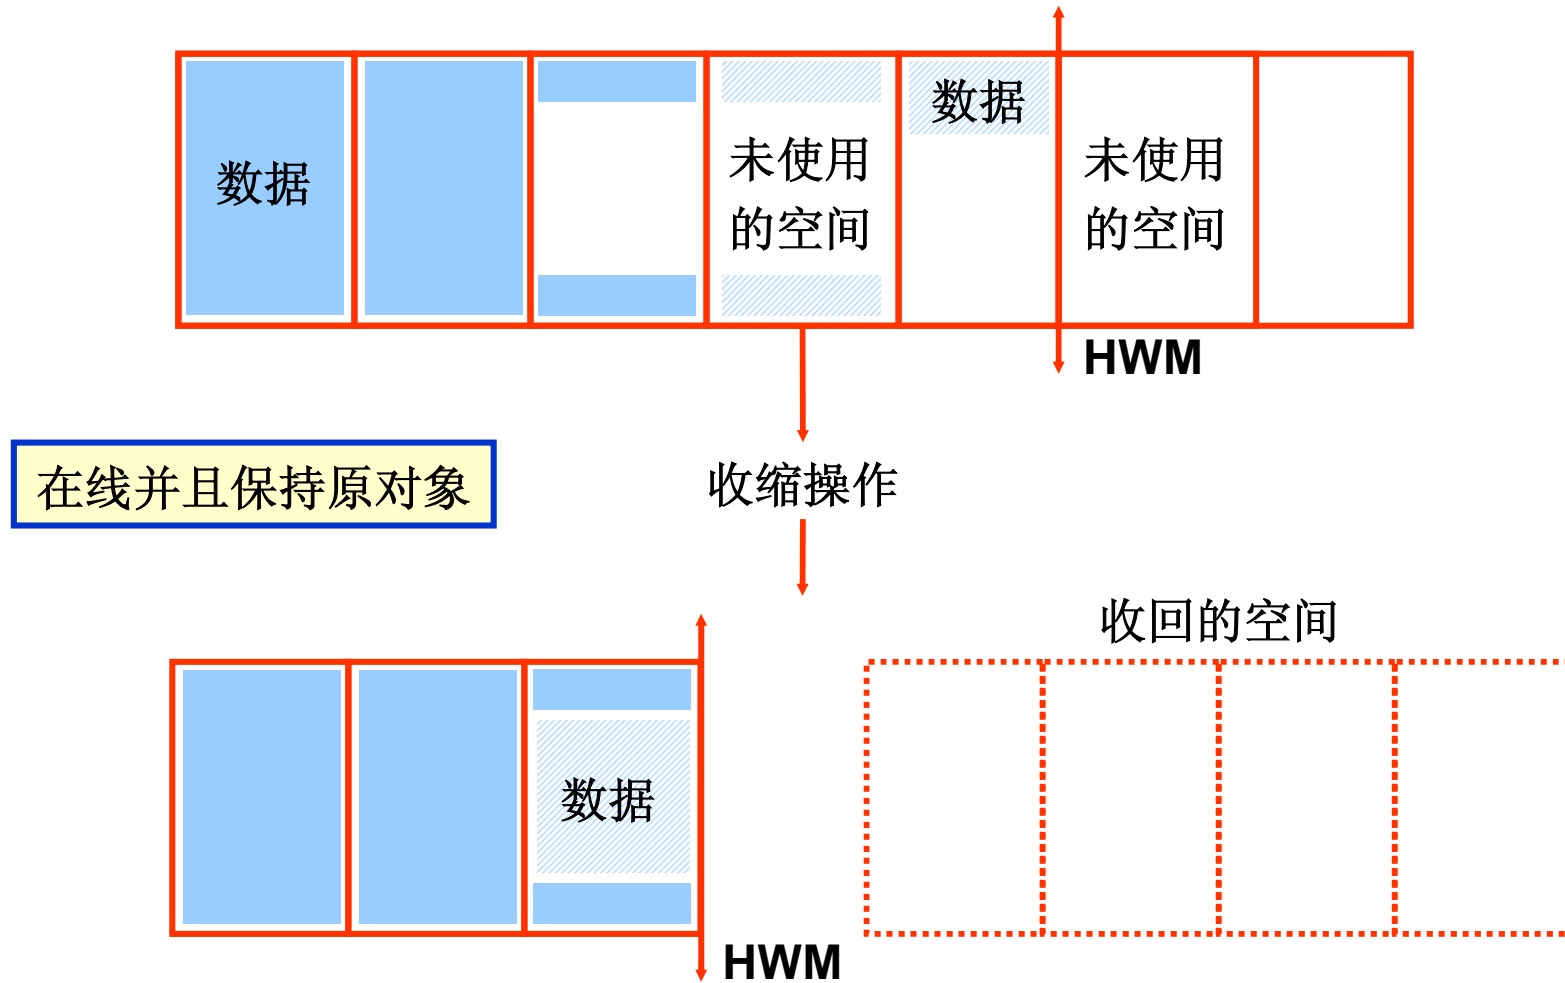 数据
未使用
的空间
数据
未使用
的空间
HWM
在线并且保持原对象
收缩操作
收回的空间
数据
HWM